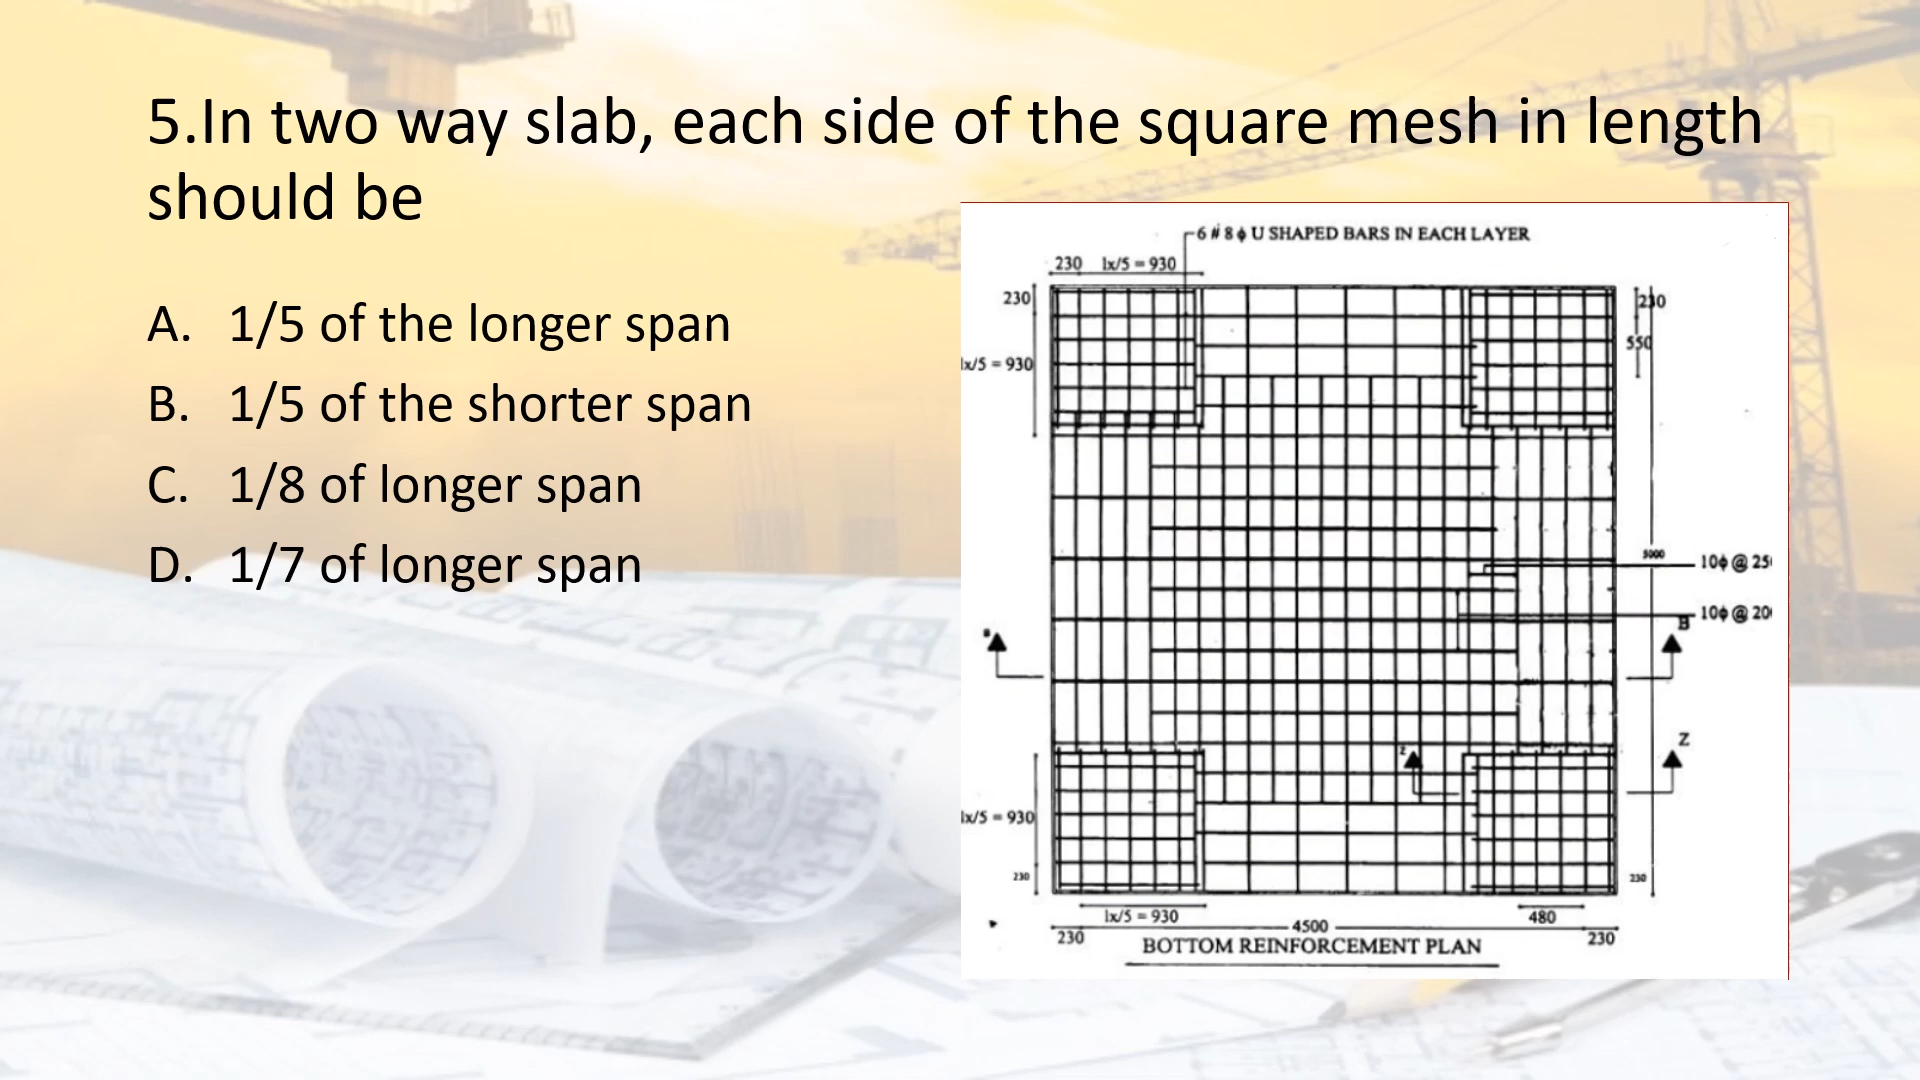 5.In two way slab, each side of the square mesh in length
should be
A. 1/5 of the longer span
B. 1/5 of the shorter span
C. 1/8 of longer span
D. 1/7 of longer span
6 # 8 ϕ U SHAPED BARS IN EACH LAYER
230 lx/5 = 930
230
230
lx/5 = 930
550
5000
10ϕ @ 25
10ϕ @ 20
B
B
Z
Z
lx/5 = 930
230
230
lx/5 = 930
480
4500
230
230
BOTTOM REINFORCEMENT PLAN